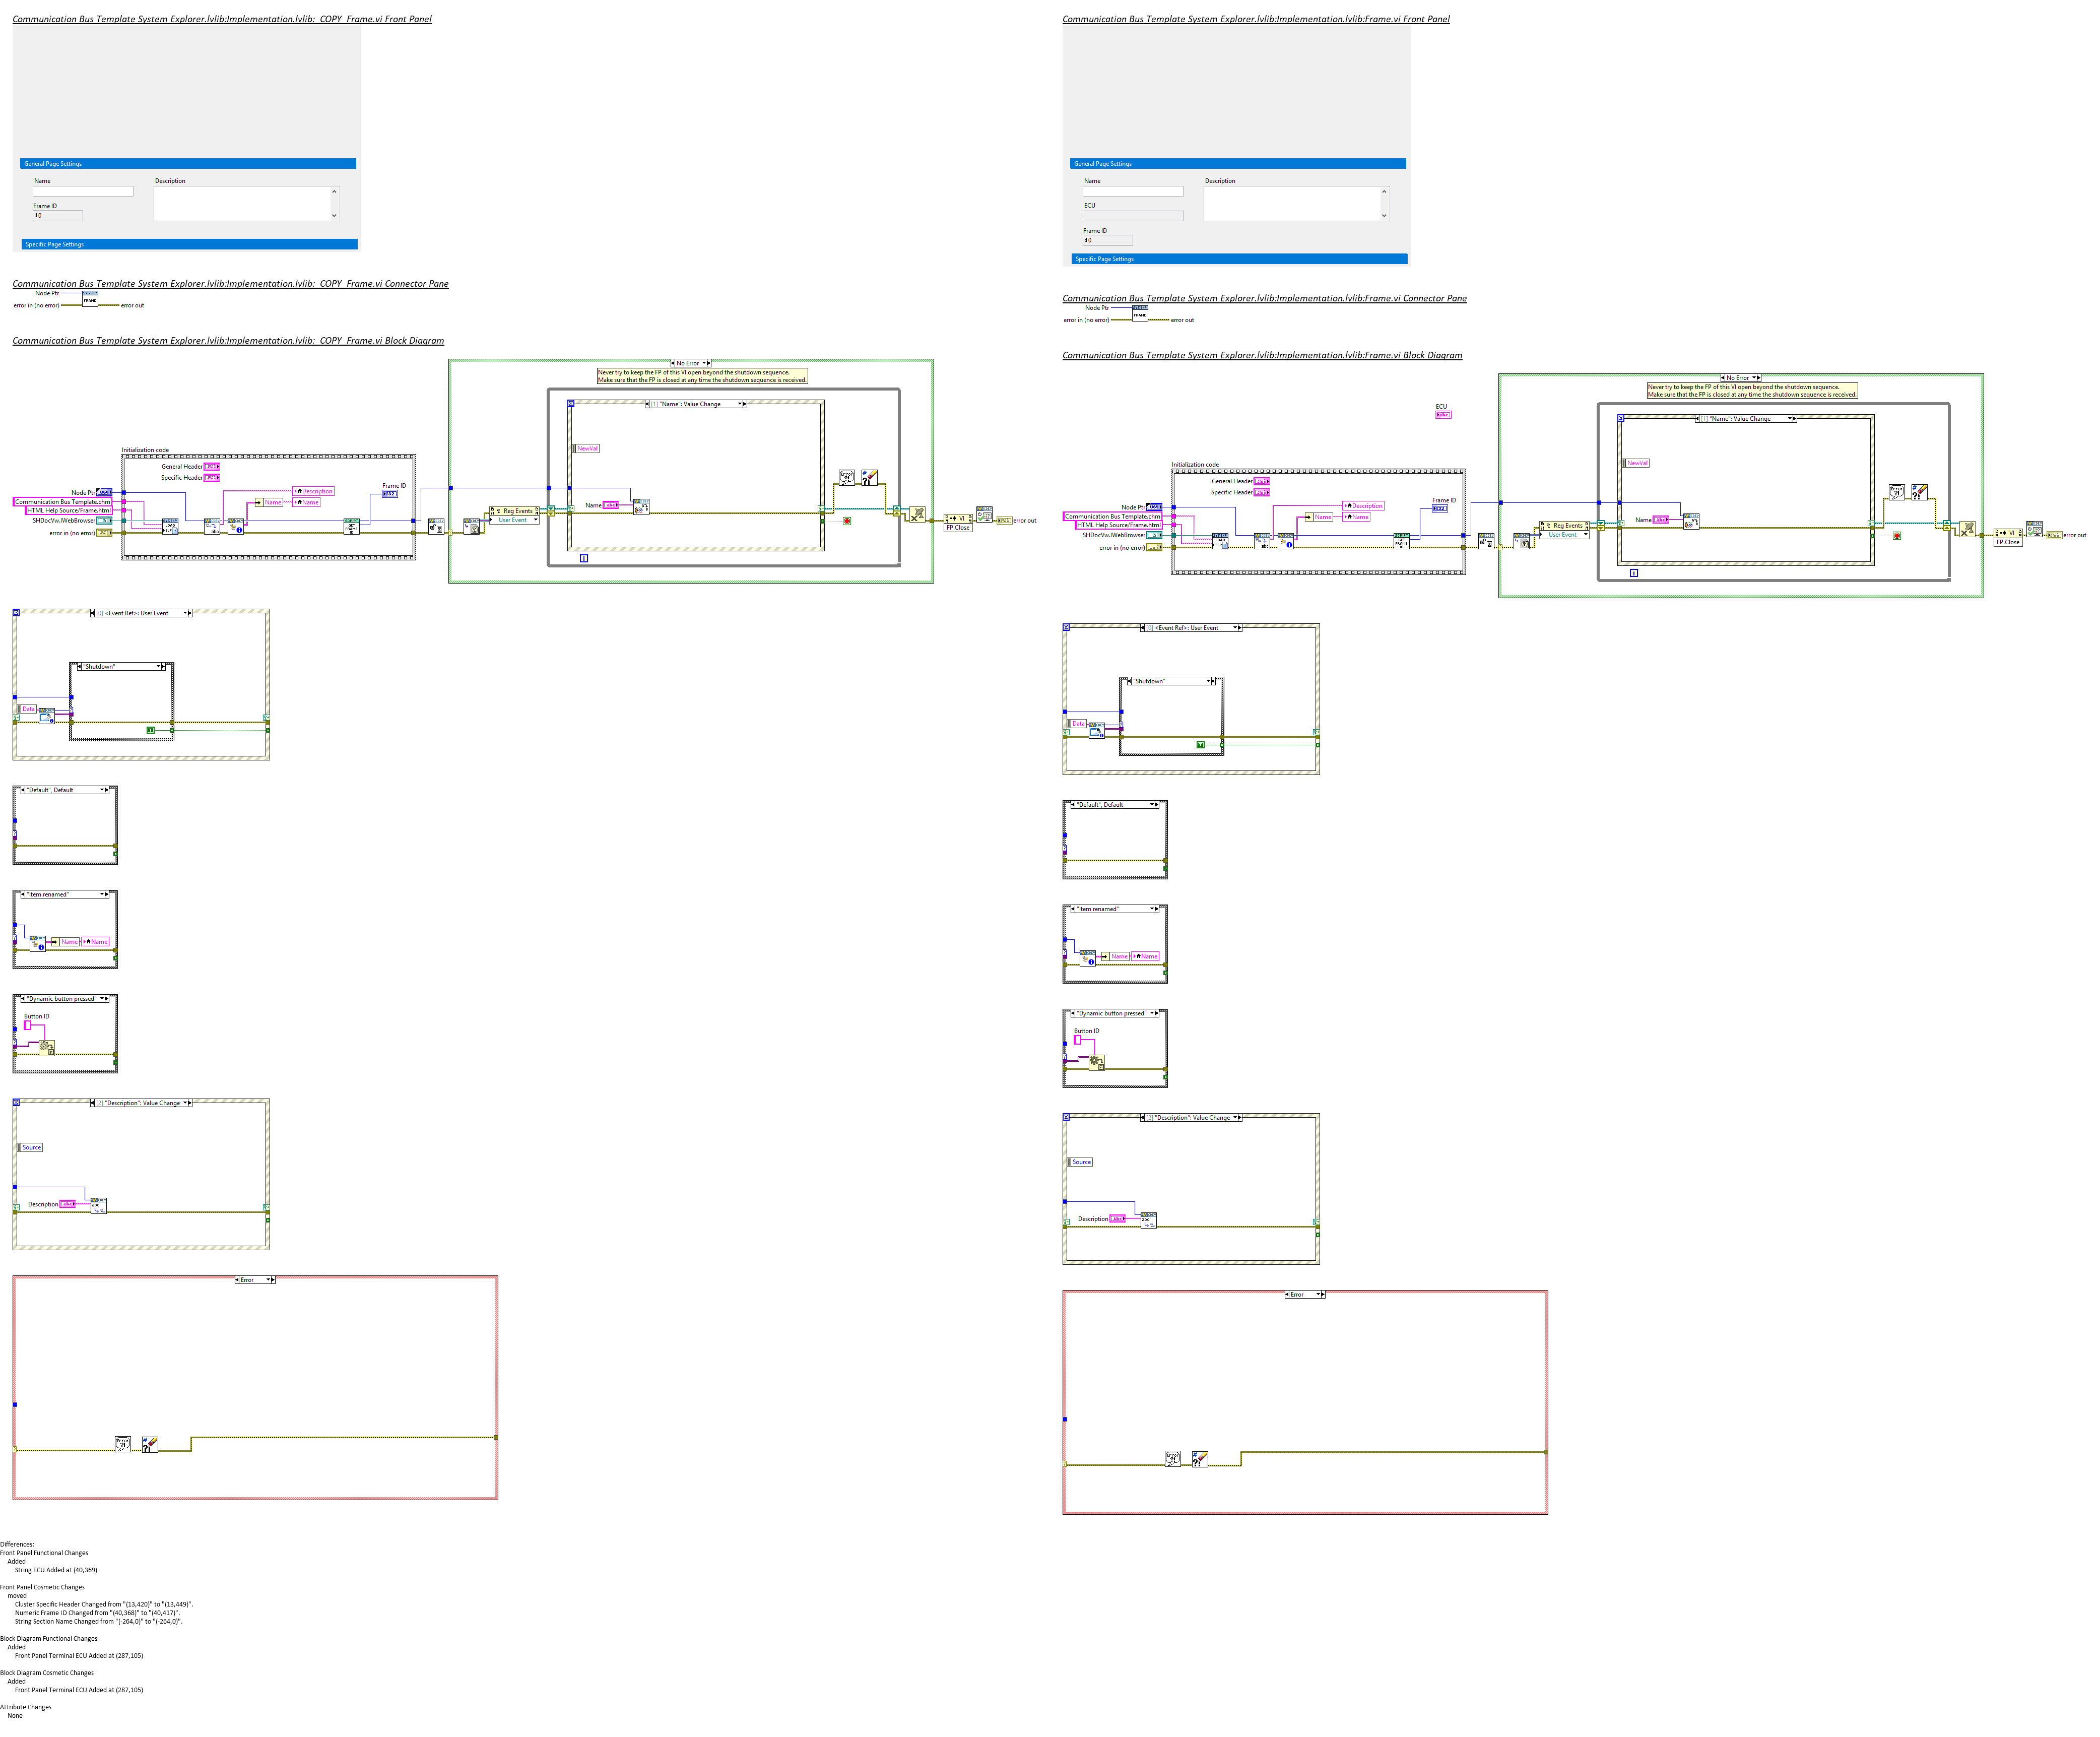 Communication Bus Template System Explorer.lvlib:Implementation.lvlib:_COPY_Frame.vi Front Panel
General Page Settings
Name
Description
Frame ID
Specific Page Settings
Communication Bus Template System Explorer.lvlib:Implementation.lvlib:_COPY_Frame.vi Connector Pane
Node Ptr
FRAME
error in (no error)
error out
Communication Bus Template System Explorer.lvlib:Implementation.lvlib:_COPY_Frame.vi Block Diagram
No Error
Never try to keep the FP of this VI open beyond the shutdown sequence.
Make sure that the FP is closed at any time the shutdown sequence is received.
[1] "Name": Value Change
NewVal
Initialization code
General Header
Specific Header
Node Ptr
Communication Bus Template.chm
HTML Help Source/Frame.html
SHDocVw.IWebBrowser
error in (no error)
Description
Name
Name
Frame ID
Name
Reg Events
User Event
VI
FP.Close
error out
[0] <Event Ref>: User Event
"Shutdown"
Data
"Default", Default
"Item renamed"
Name
Name
"Dynamic button pressed"
Button ID
[2] "Description": Value Change
Source
Description
Error
Differences:
Front Panel Functional Changes
Added
String ECU Added at (40,369)
Front Panel Cosmetic Changes
moved
Cluster Specific Header Changed from "(13,420)" to "(13,449)".
Numeric Frame ID Changed from "(40,368)" to "(40,417)".
String Section Name Changed from "(-264,0)" to "(-264,0)".
Block Diagram Functional Changes
Added
Front Panel Terminal ECU Added at (287,105)
Block Diagram Cosmetic Changes
Added
Front Panel Terminal ECU Added at (287,105)
Attribute Changes
None
Communication Bus Template System Explorer.lvlib:Implementation.lvlib:Frame.vi Front Panel
General Page Settings
Name
Description
ECU
Frame ID
Specific Page Settings
Communication Bus Template System Explorer.lvlib:Implementation.lvlib:Frame.vi Connector Pane
Node Ptr
FRAME
error in (no error)
error out
Communication Bus Template System Explorer.lvlib:Implementation.lvlib:Frame.vi Block Diagram
No Error
Never try to keep the FP of this VI open beyond the shutdown sequence.
Make sure that the FP is closed at any time the shutdown sequence is received.
ECU
[1] "Name": Value Change
NewVal
Initialization code
General Header
Specific Header
Node Ptr
Communication Bus Template.chm
HTML Help Source/Frame.html
SHDocVw.IWebBrowser
error in (no error)
Description
Name
Name
Frame ID
Name
Reg Events
User Event
VI
FP.Close
error out
[0] <Event Ref>: User Event
"Shutdown"
Data
"Default", Default
"Item renamed"
Name
Name
"Dynamic button pressed"
Button ID
[2] "Description": Value Change
Source
Description
Error